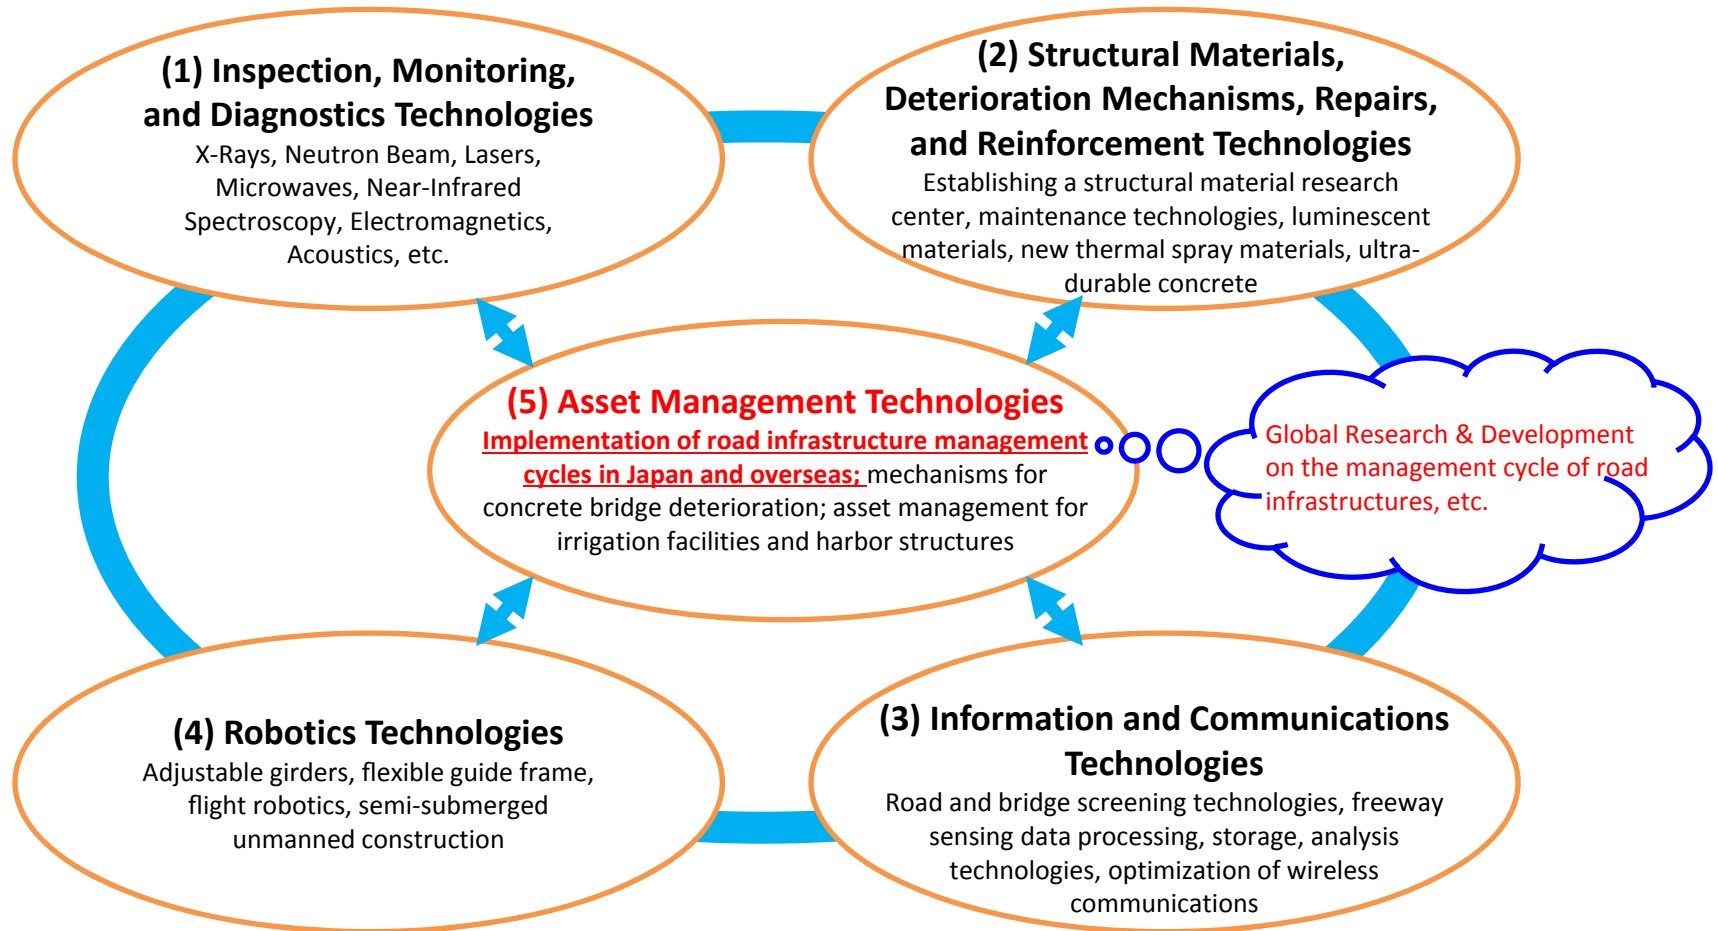 (1) Inspection, Monitoring,
and Diagnostics Technologies
X-Rays, Neutron Beam, Lasers,
Microwaves, Near-Infrared
Spectroscopy, Electromagnetics,
Acoustics, etc.
(2) Structural Materials,
Deterioration Mechanisms, Repairs,
and Reinforcement Technologies
Establishing a structural material research
center, maintenance technologies, luminescent
materials, new thermal spray materials, ultra-
durable concrete
(5) Asset Management Technologies
Implementation of road infrastructure management
cycles in Japan and overseas; mechanisms for
concrete bridge deterioration; asset management for
irrigation facilities and harbor structures
Global Research & Development
on the management cycle of road
infrastructures, etc.
(4) Robotics Technologies
Adjustable girders, flexible guide frame,
flight robotics, semi-submerged
unmanned construction
(3) Information and Communications
Technologies
Road and bridge screening technologies, freeway
sensing data processing, storage, analysis
technologies, optimization of wireless
communications